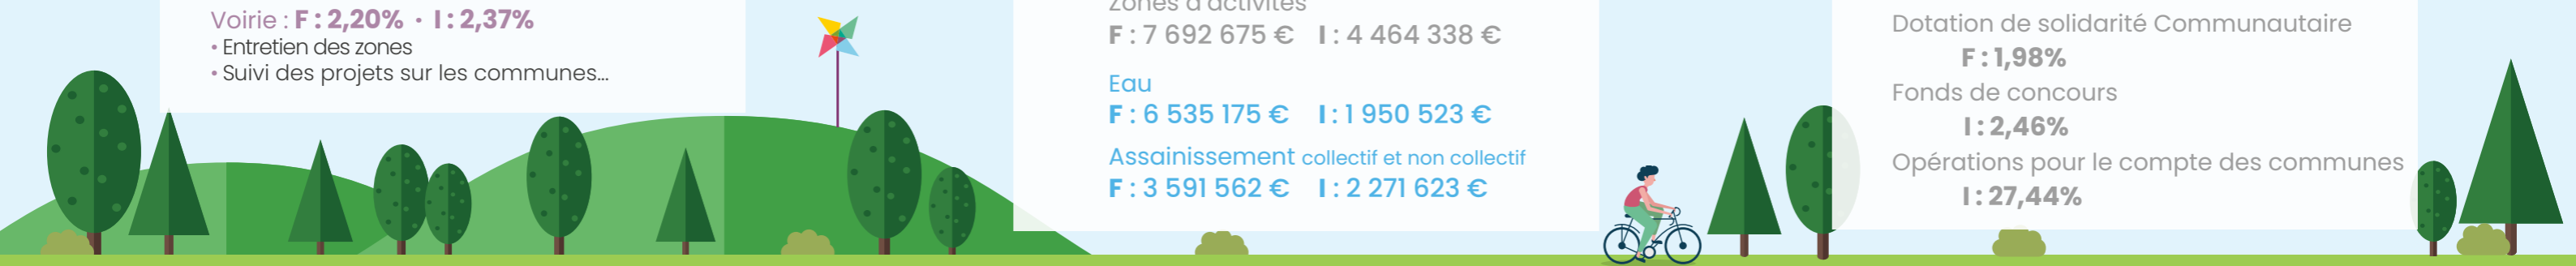 Voirie : F : 2,20% • I : 2,37%
• Entretien des zones
• Suivi des projets sur les communes...
Zones d'activités
F : 7 692 675 € I : 4 464 338 €
Eau
F : 6 535 175 € I : 1 950 523 €
Assainissement collectif et non collectif
F : 3 591 562 € I : 2 271 623 €
Dotation de solidarité Communautaire
F : 1,98%
Fonds de concours
I : 2,46%
Opérations pour le compte des communes
I : 27,44%